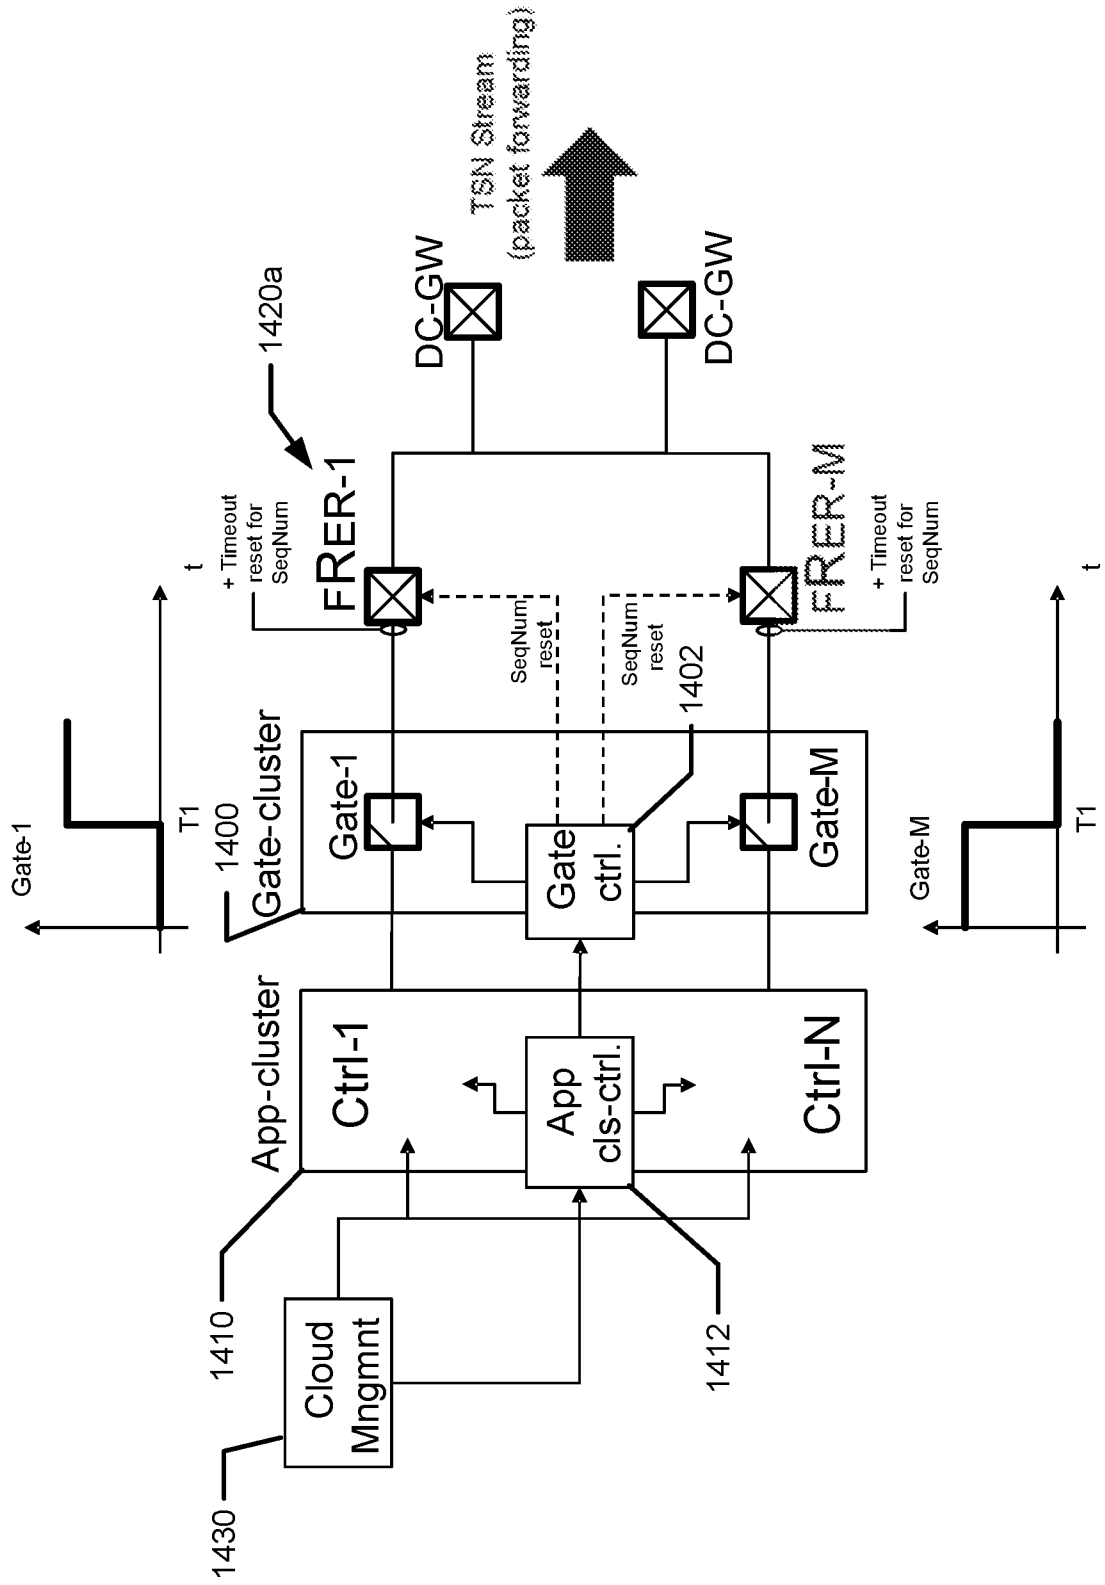 Gate-1
T1
t
1400
Gate-cluster
App-cluster
1410
1430
Cloud
Mngmnt
Ctrl-1
App
cls-ctrl.
Ctrl-N
1412
Gate-1
Gate
ctrl.
Gate-M
1402
SeqNum
reset
SeqNum
reset
+ Timeout
reset for
SeqNum
FRER-1
1420a
FRER-M
+ Timeout
reset for
SeqNum
DC-GW
DC-GW
TSN Stream
(packet forwarding)
Gate-M
T1
t